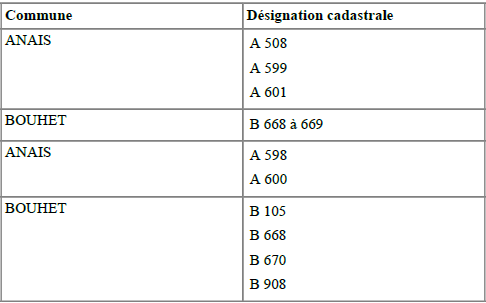 Commune Désignation cadastrale
ANAIS A 508
A 599
A 601
BOUHET B 668 à 669
ANAIS A 598
A 600
BOUHET B 105
B 668
B 670
B 908